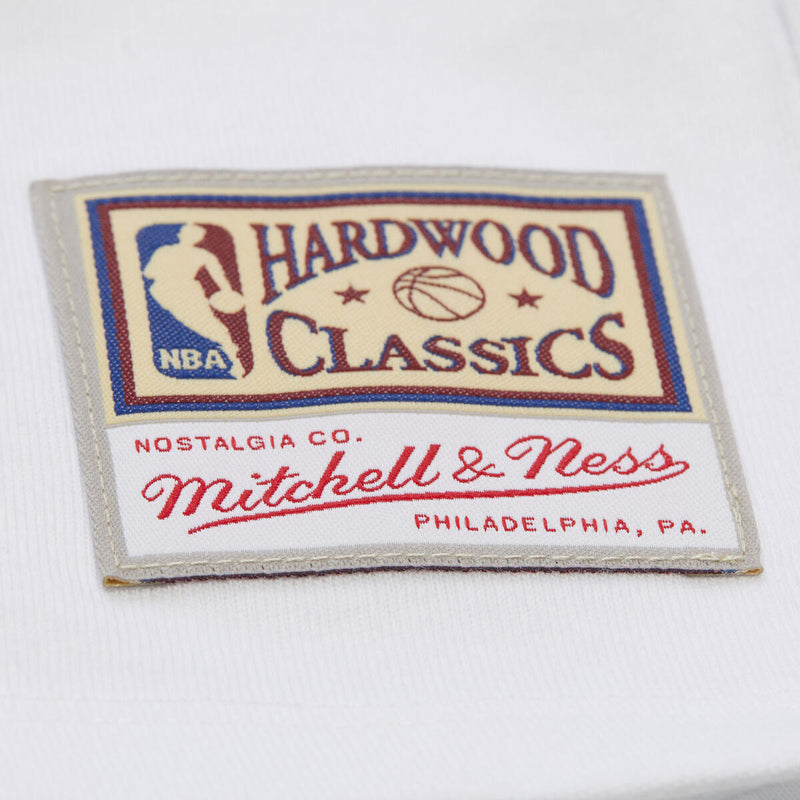 NBA
HARDWOOD
CLASSICS
NOSTALGIA CO.
Mitchell & Ness
PHILADELPHIA, PA.